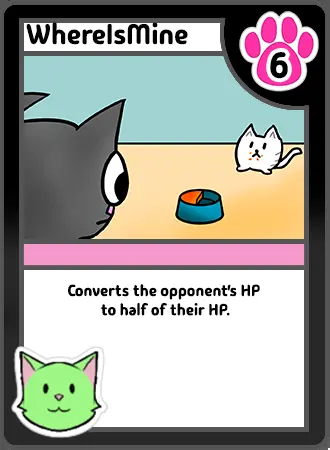 WhereIsMine
6
Converts the opponent's HP
to half of their HP.